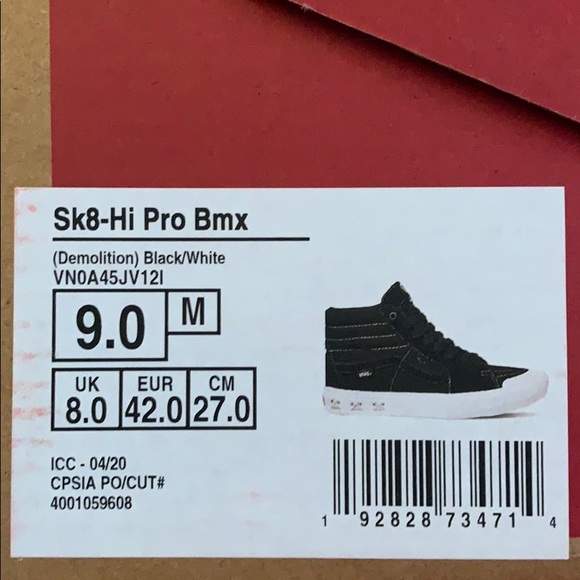 Sk8-Hi Pro Bmx
(Demolition) Black/White
VN0A45JV12I
9.0 M
UK EUR CM
8.0 42.0 27.0
ICC - 04/20
CPSIA PO/CUT#
4001059608
1 92828 73471 4